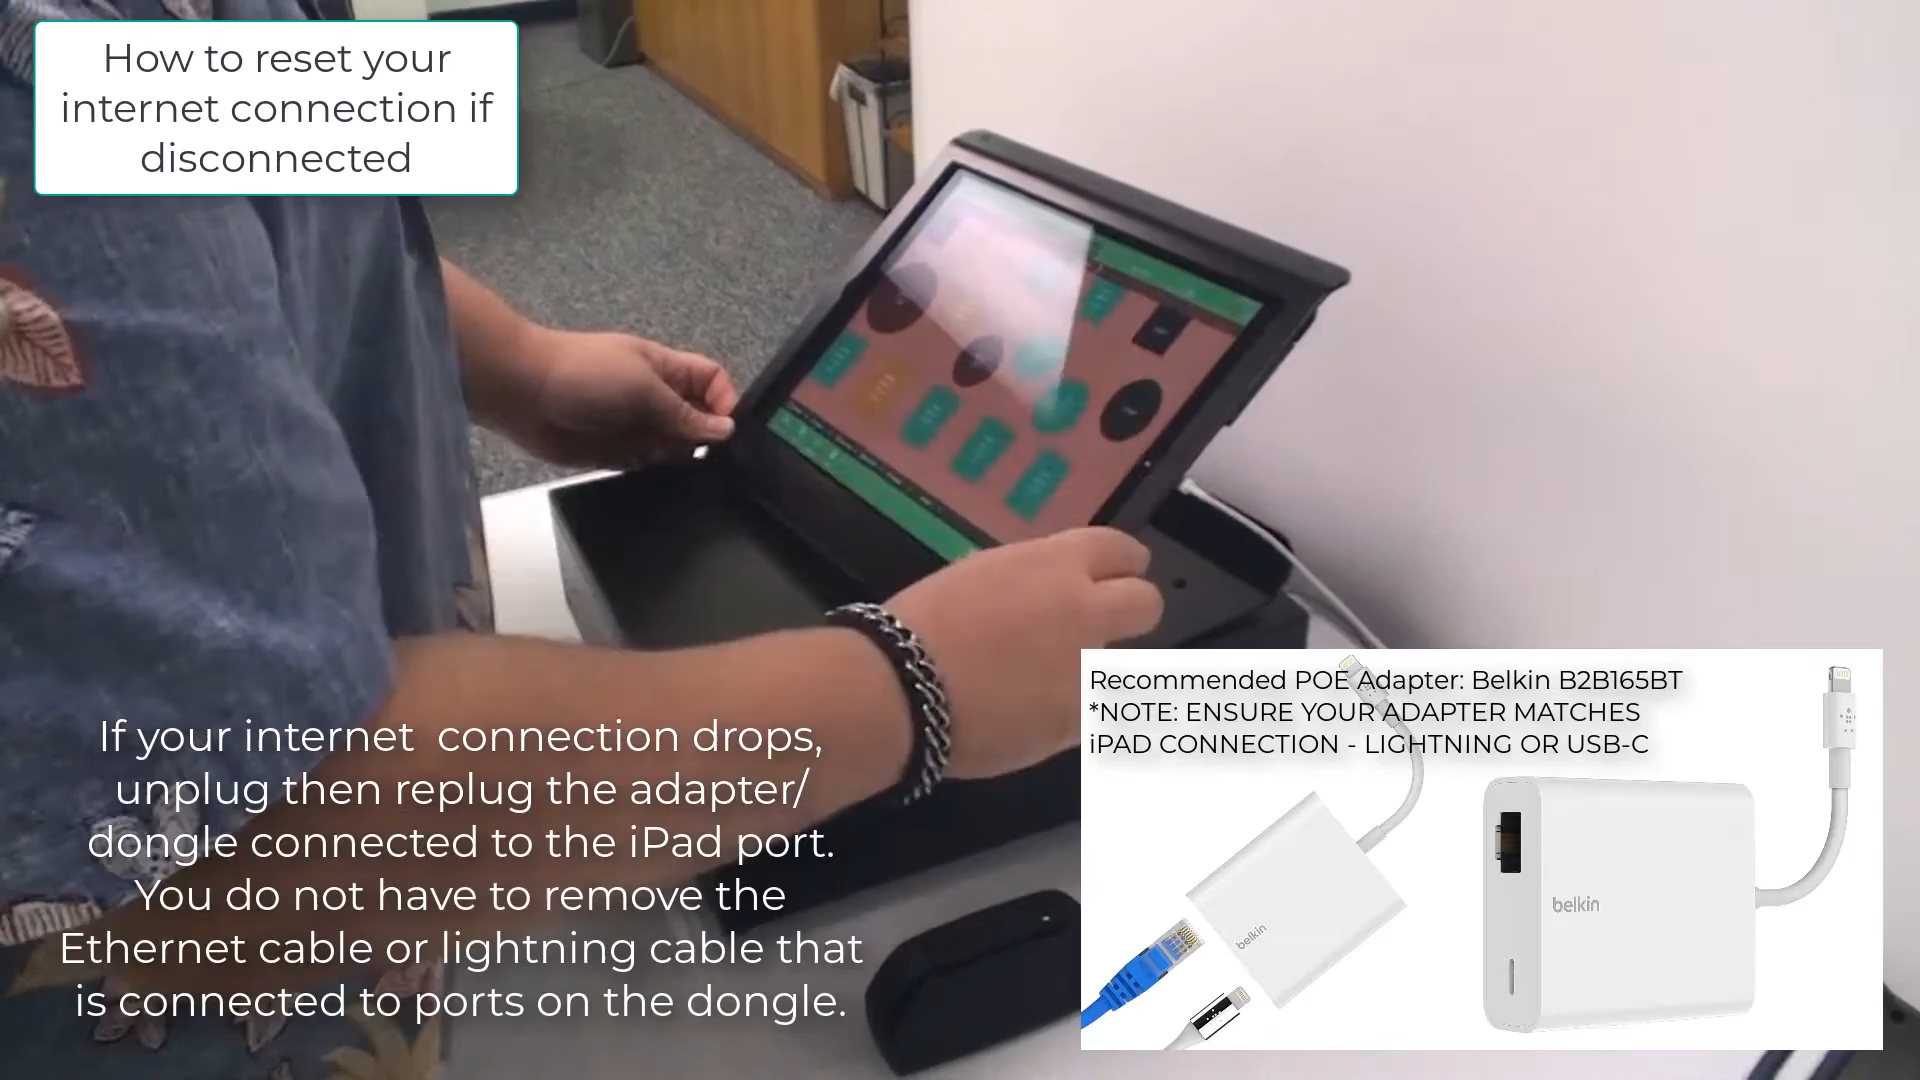 How to reset your
internet connection if
disconnected
If your internet connection drops,
unplug then replug the adapter/
dongle connected to the iPad port.
You do not have to remove the
Ethernet cable or lightning cable that
is connected to ports on the dongle.
Recommended POE Adapter: Belkin B2B165BT
*NOTE: ENSURE YOUR ADAPTER MATCHES
iPAD CONNECTION - LIGHTNING OR USB-C
belkin
belkin